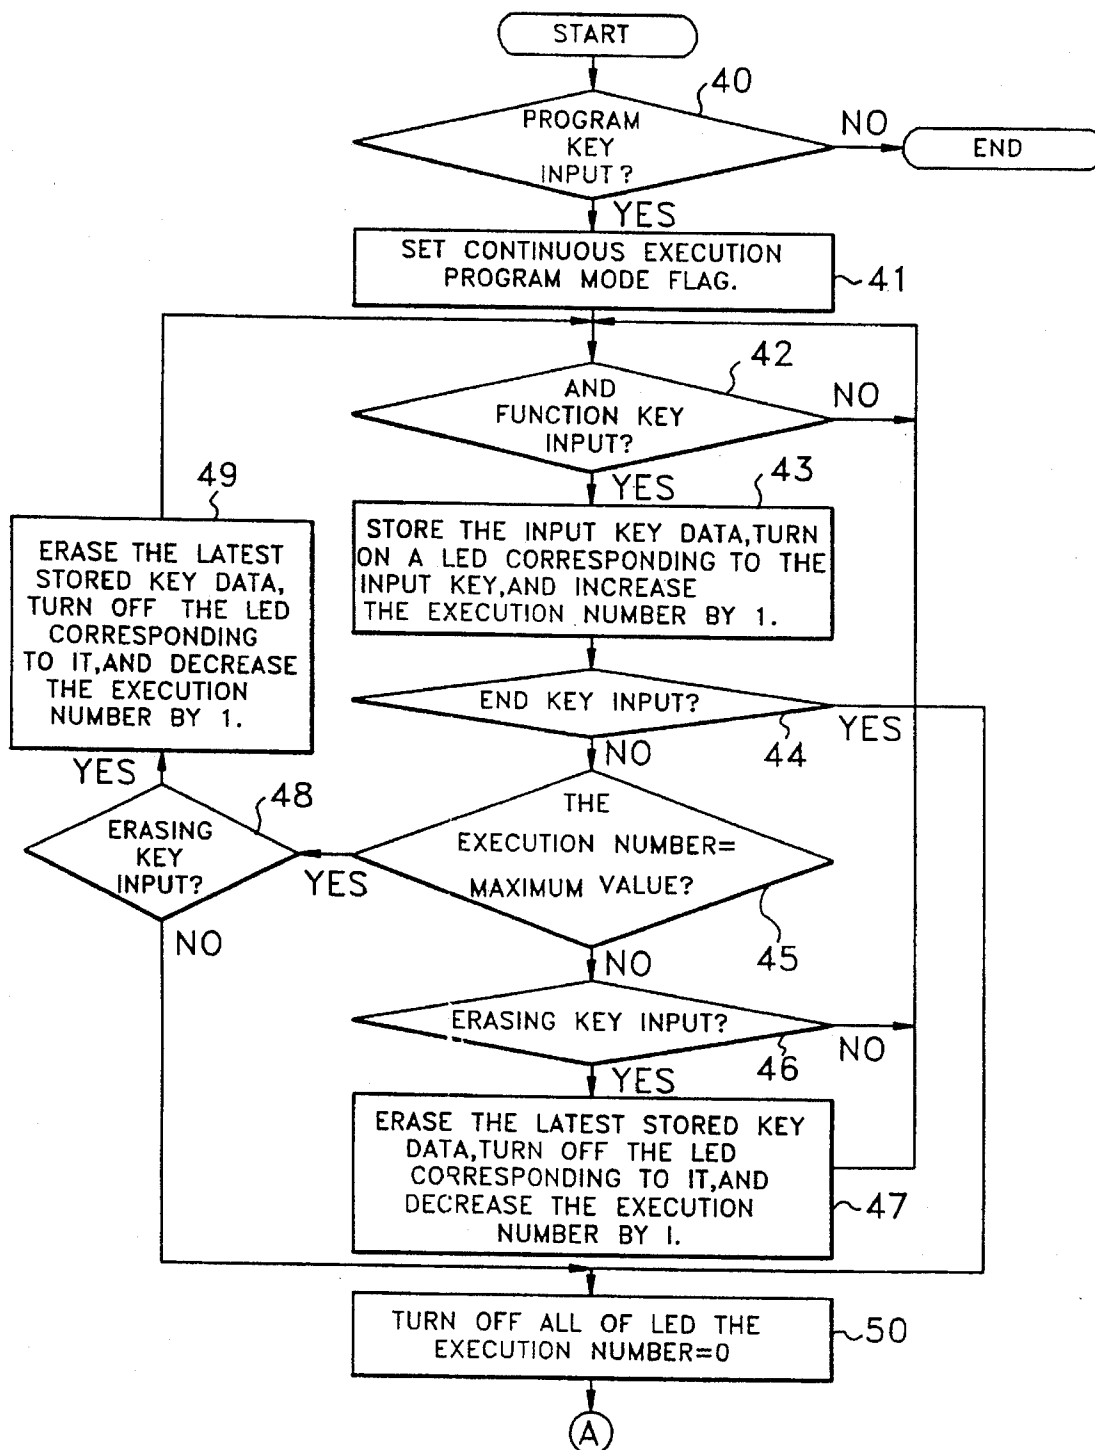 START
40
PROGRAM
KEY
INPUT?
NO
END
YES
SET CONTINUOUS EXECUTION
PROGRAM MODE FLAG.
41
42
AND
FUNCTION KEY
INPUT?
NO
YES
43
STORE THE INPUT KEY DATA,TURN
ON A LED CORRESPONDING TO THE
INPUT KEY,AND INCREASE
THE EXECUTION NUMBER BY 1.
49
ERASE THE LATEST
STORED KEY DATA,
TURN OFF THE LED
CORRESPONDING
TO IT,AND DECREASE
THE EXECUTION
NUMBER BY 1.
END KEY INPUT?
YES
44
NO
YES
48
ERASING
KEY
INPUT?
NO
THE
EXECUTION NUMBER=
MAXIMUM VALUE?
YES
45
NO
ERASING KEY INPUT?
NO
46
YES
ERASE THE LATEST STORED KEY
DATA,TURN OFF THE LED
CORRESPONDING TO IT,AND
DECREASE THE EXECUTION
NUMBER BY 1.
47
TURN OFF ALL OF LED THE
EXECUTION NUMBER=0
50
A